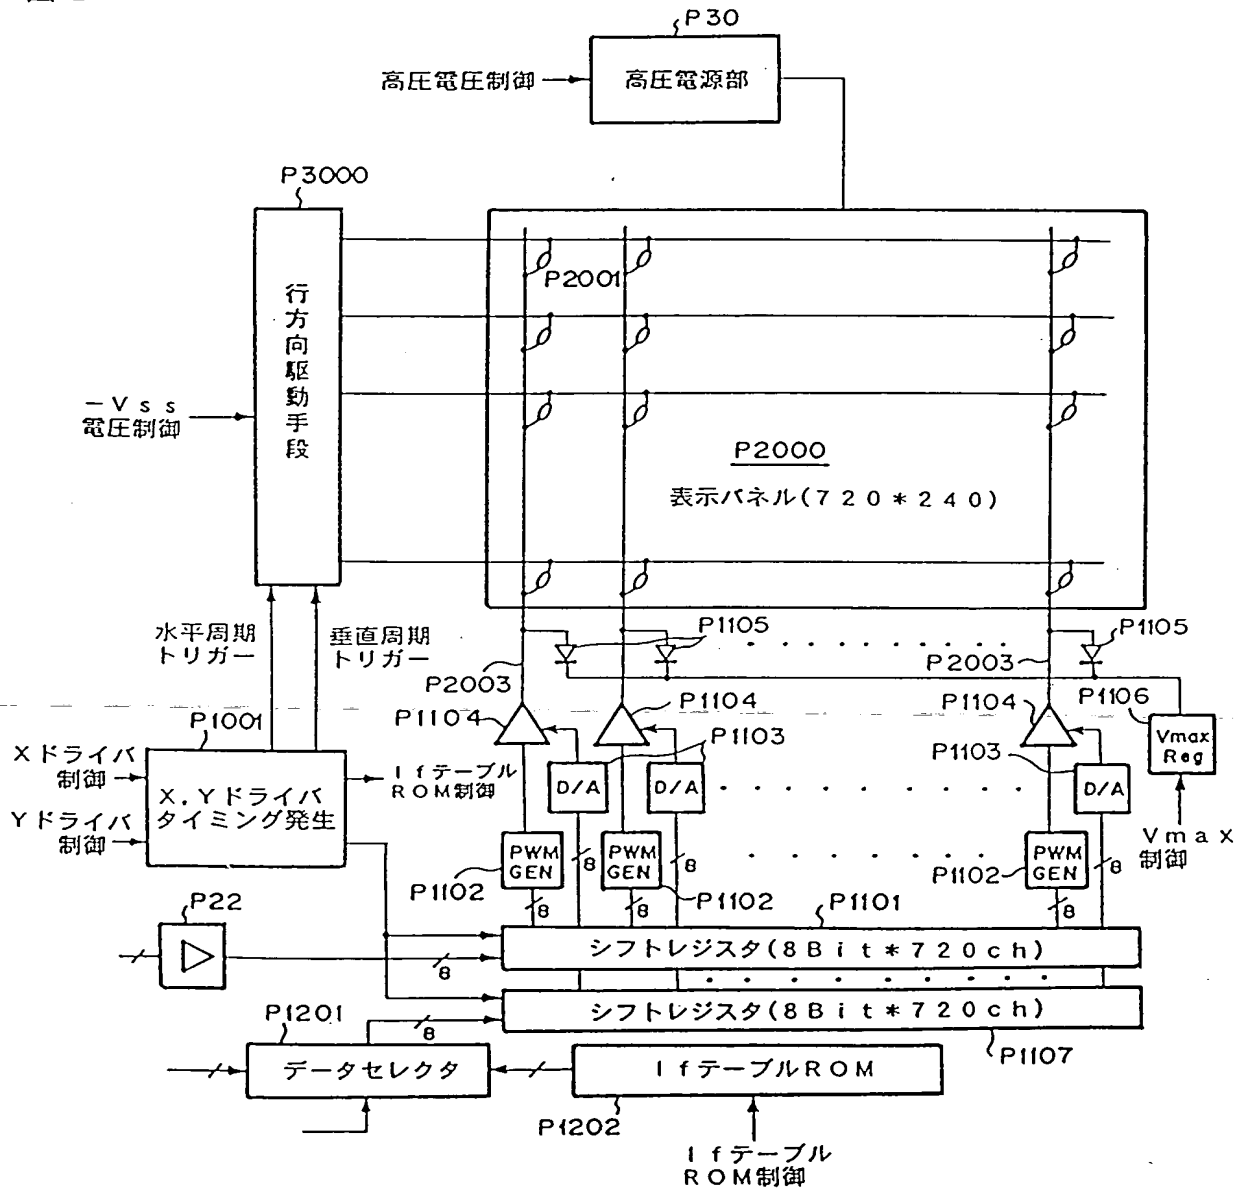 P30
高圧電圧制御
高圧電源部
P3000
行方向駆動手段
P2001
－Ｖｓｓ
電圧制御
P2000
表示パネル(７２０＊２４０)
水平周期
トリガー
垂直周期
トリガー
P1105
P1105
P2003
P2003
P1104
P1104
P1104
P1106
Vmax
Reg
P1001
P1103
P1103
Ｘドライバ
制御
Ｉｆテーブル
ROM制御
D/A
D/A
D/A
Ｘ，Ｙドライバ
タイミング発生
Ｙドライバ
制御
Ｖｍａｘ
制御
PWM
GEN
8
PWM
GEN
8
PWM
GEN
8
P1102
P1102
P1102
8
8
8
P22
P1101
シフトレジスタ(８Ｂｉｔ＊７２０ｃｈ)
8
シフトレジスタ(８Ｂｉｔ＊７２０ｃｈ)
P1201
8
P1107
データセレクタ
ＩｆテーブルＲＯＭ
P1202
Ｉｆテーブル
ＲＯＭ制御